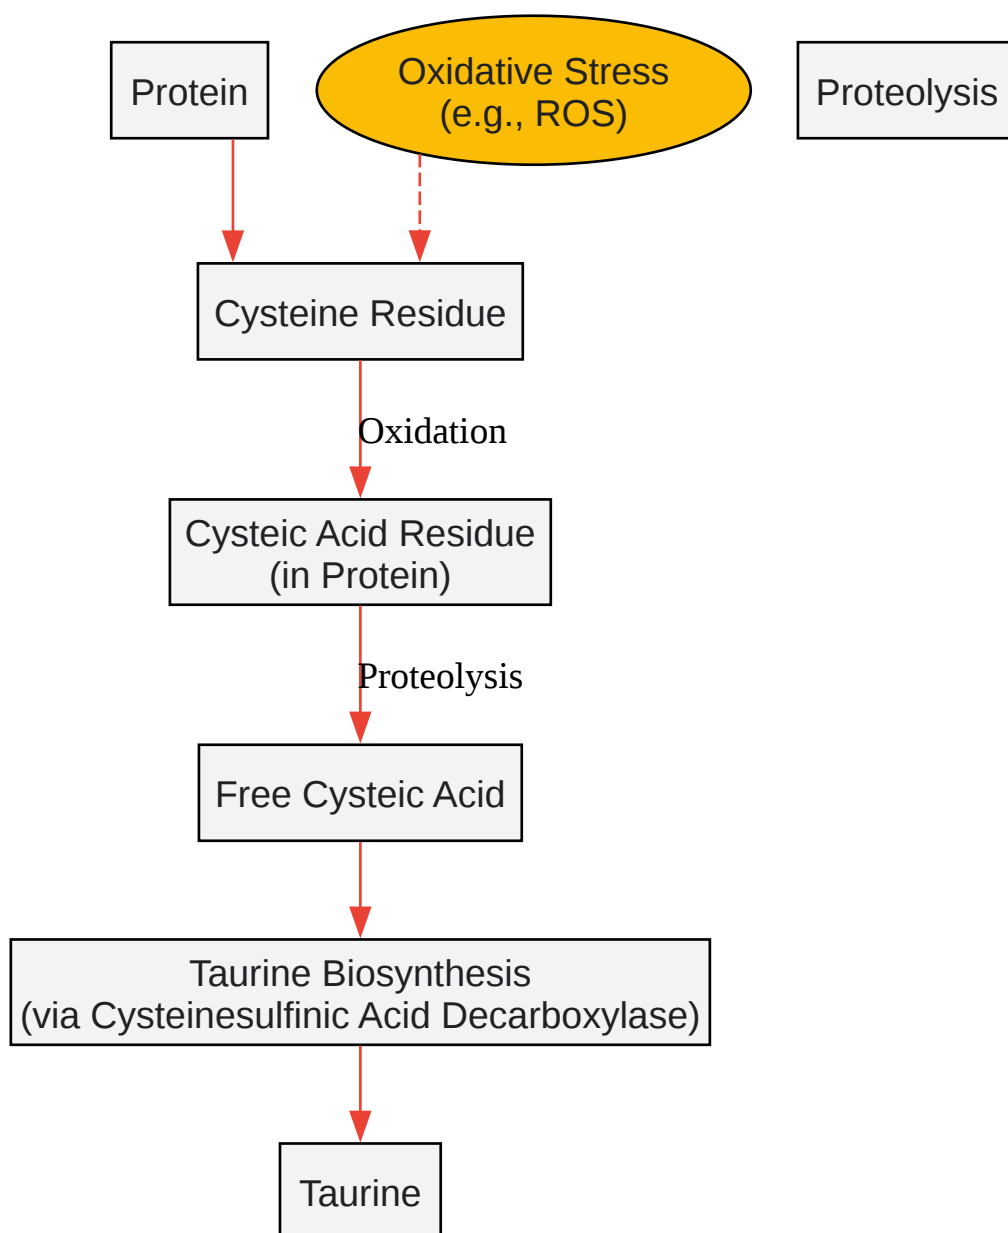 Protein
Oxidative Stress
(e.g., ROS)
Proteolysis
Cysteine Residue
Oxidation
Cysteic Acid Residue
(in Protein)
Proteolysis
Free Cysteic Acid
Taurine Biosynthesis
(via Cysteinesulfinic Acid Decarboxylase)
Taurine